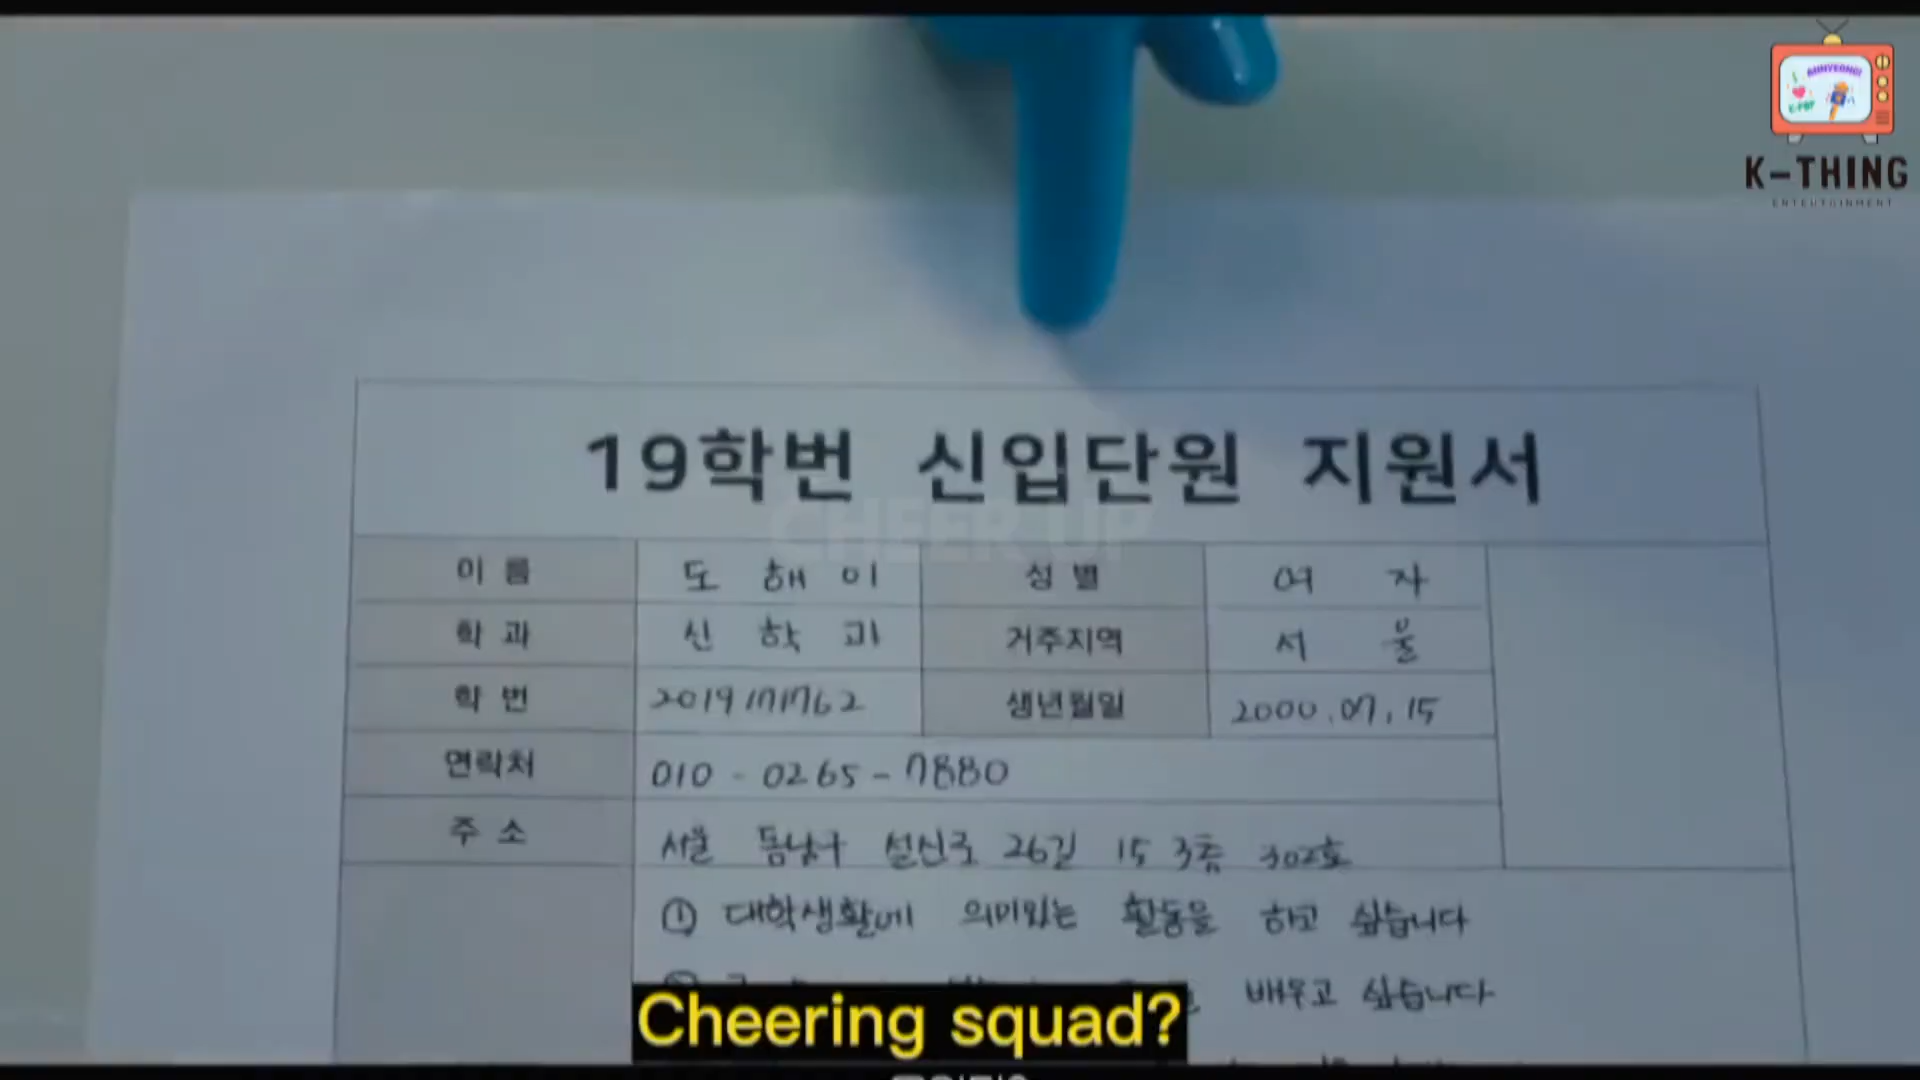 ANNYEONG!
K-POP
K-THING
ENTERTAINMENT
19학번 신입단원 지원서
CHEER UP
이 름 도 해 이 성 별 여 자
학 과 신 학 과 거주지역 서 울
학 번 2019171762 생년월일 2000.07.15
연락처 010-0265-7880
주 소 서울 동남구 설신로 26길 15 3층 302호
① 대학생활에 의미있는 활동을 하고 싶습니다
배우고 싶습니다
Cheering squad?